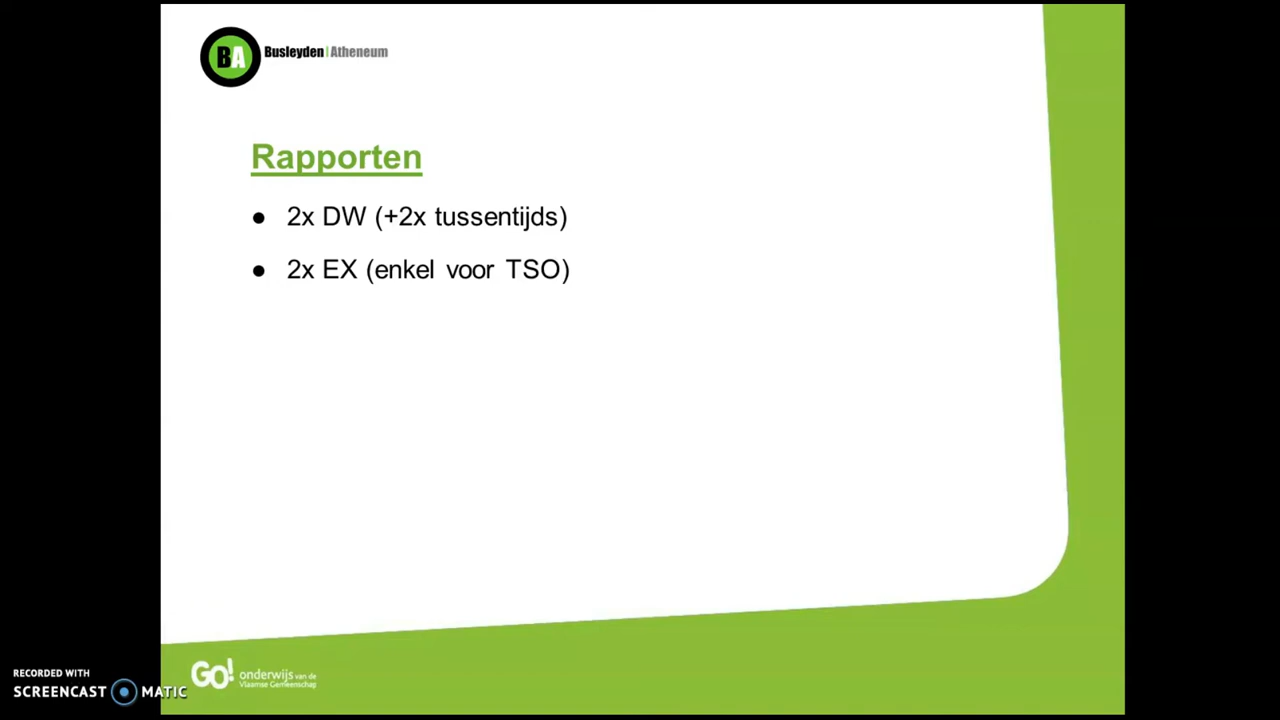 BA Busleyden|Atheneum
Rapporten
● 2x DW (+2x tussentijds)
● 2x EX (enkel voor TSO)
GO! onderwijs van de
Vlaamse Gemeenschap
RECORDED WITH
SCREENCAST MATIC